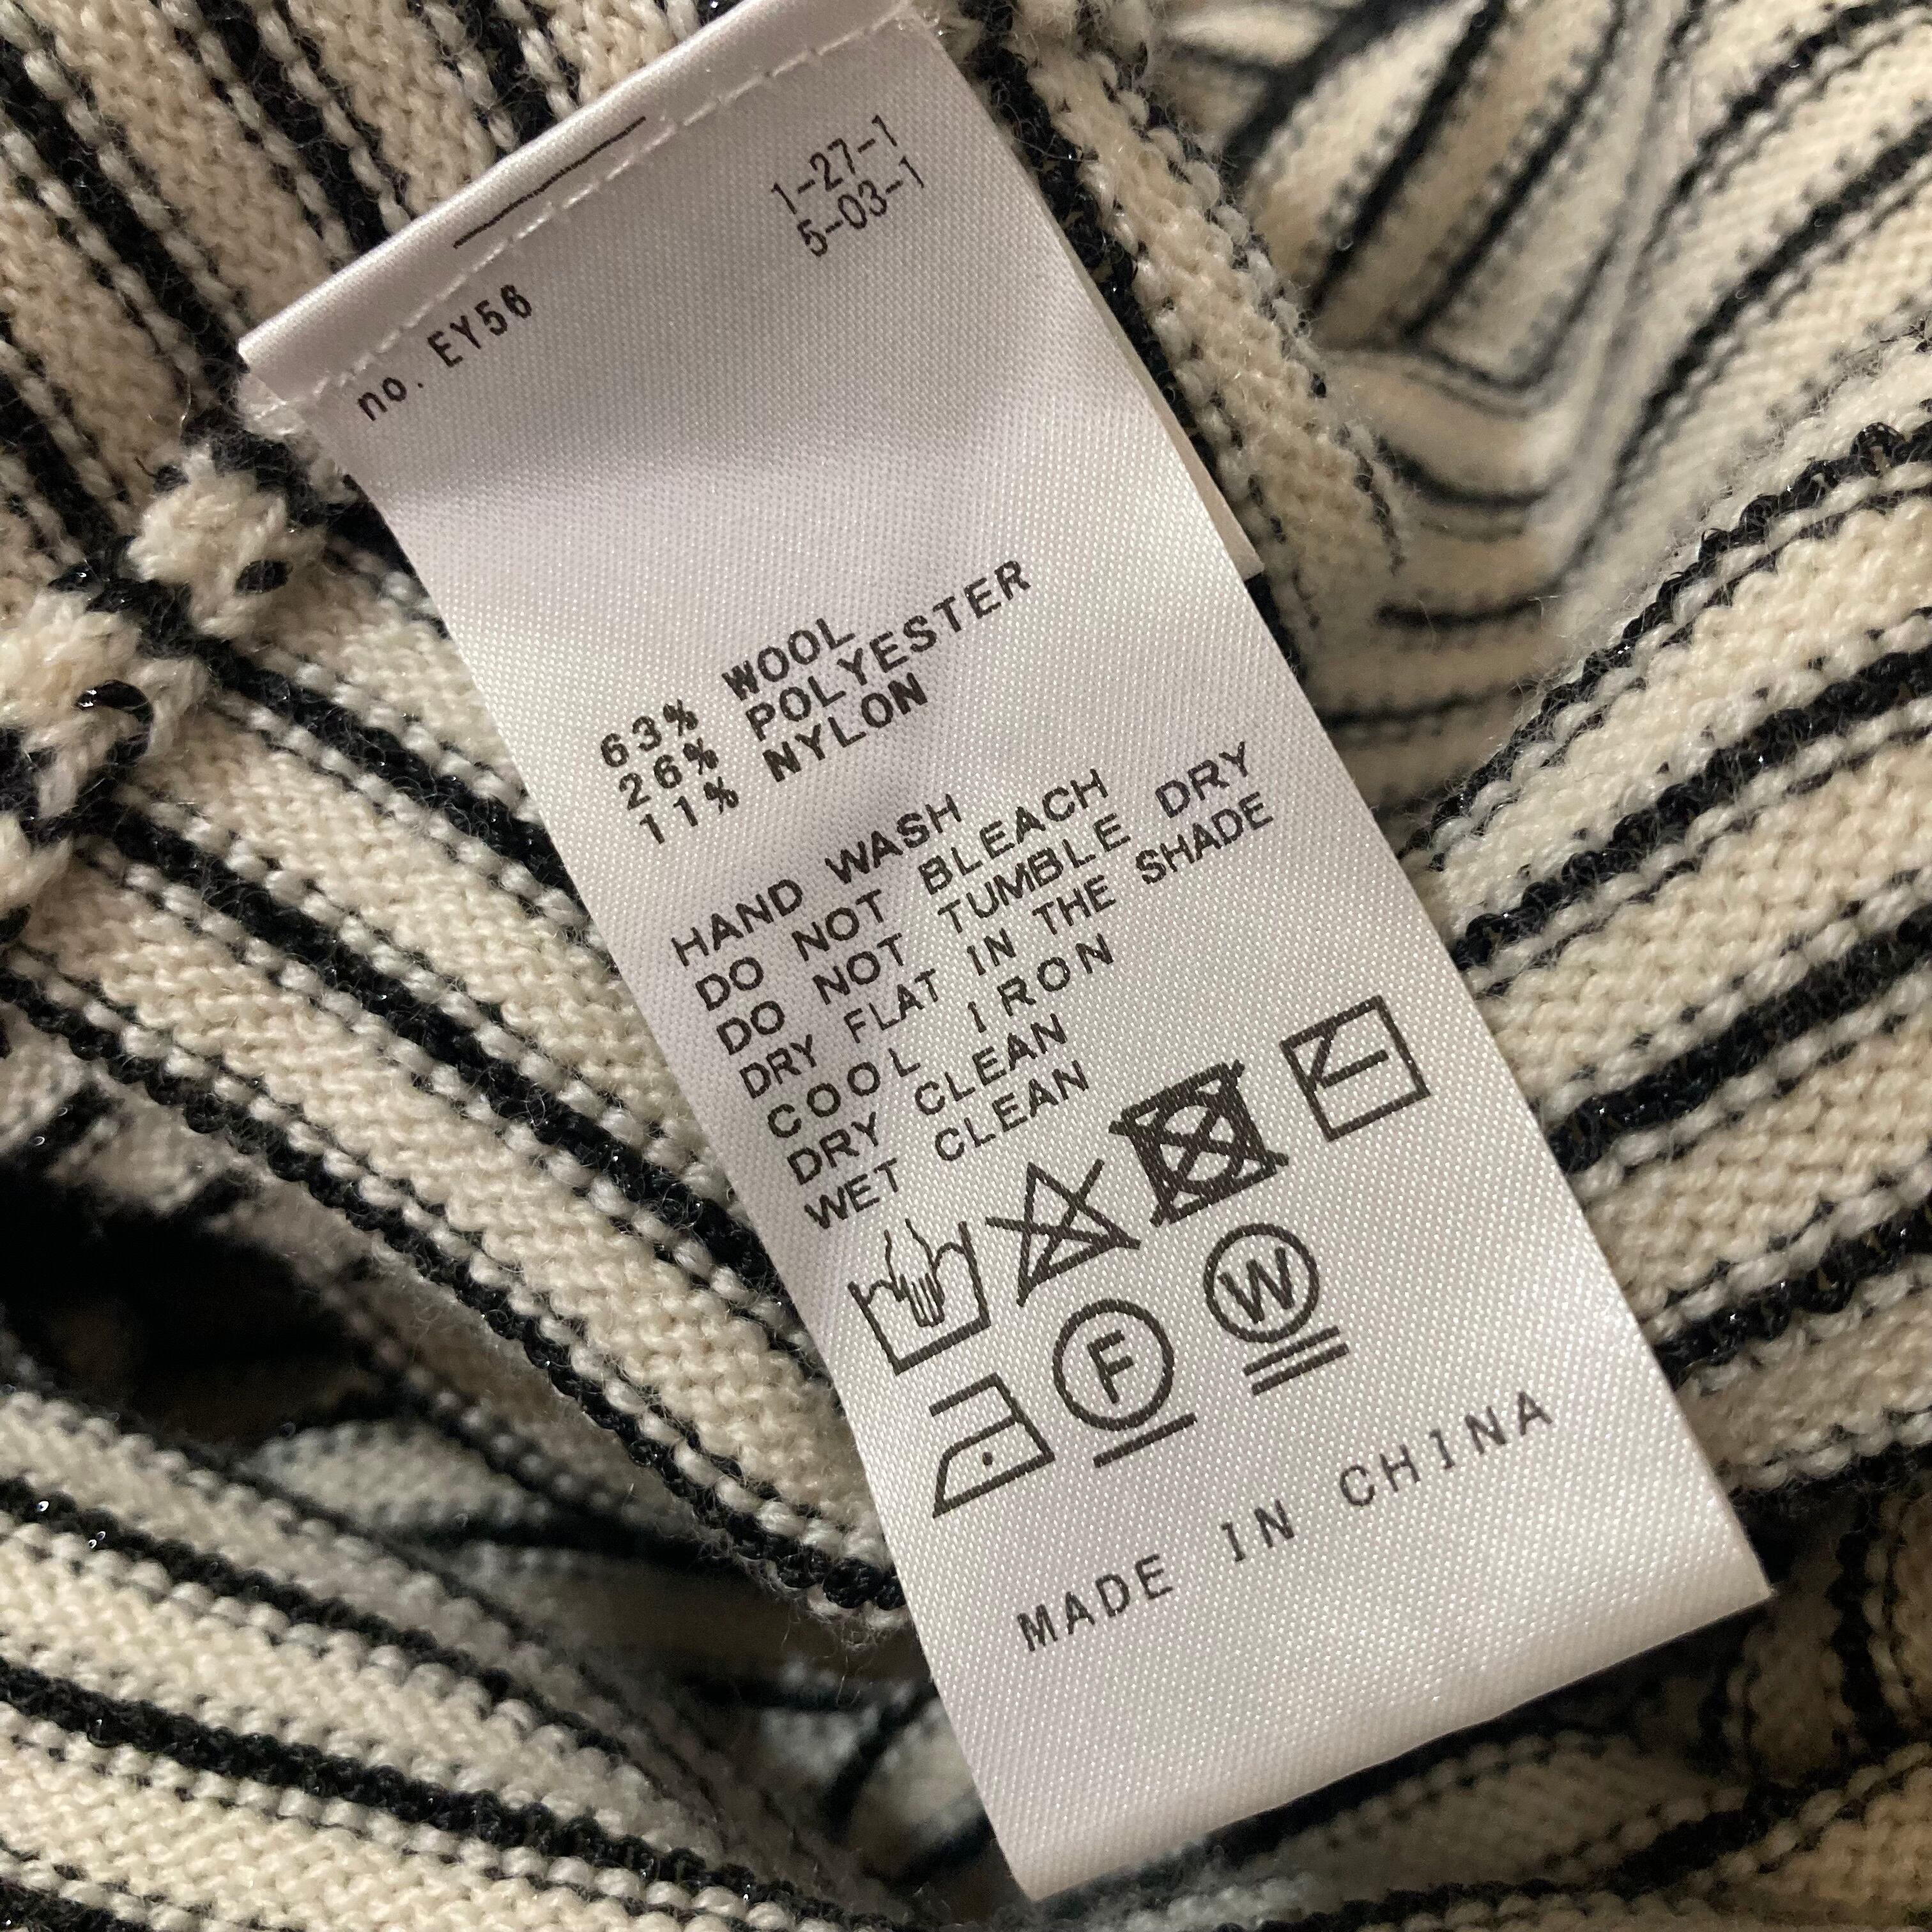 1-27-1
5-03-1
no. EY56
63% WOOL
26% POLYESTER
11% NYLON
HAND WASH
DO NOT BLEACH
DO NOT TUMBLE DRY
DRY FLAT IN THE SHADE
COOL IRON
DRY CLEAN
WET CLEAN
F
W
MADE IN CHINA